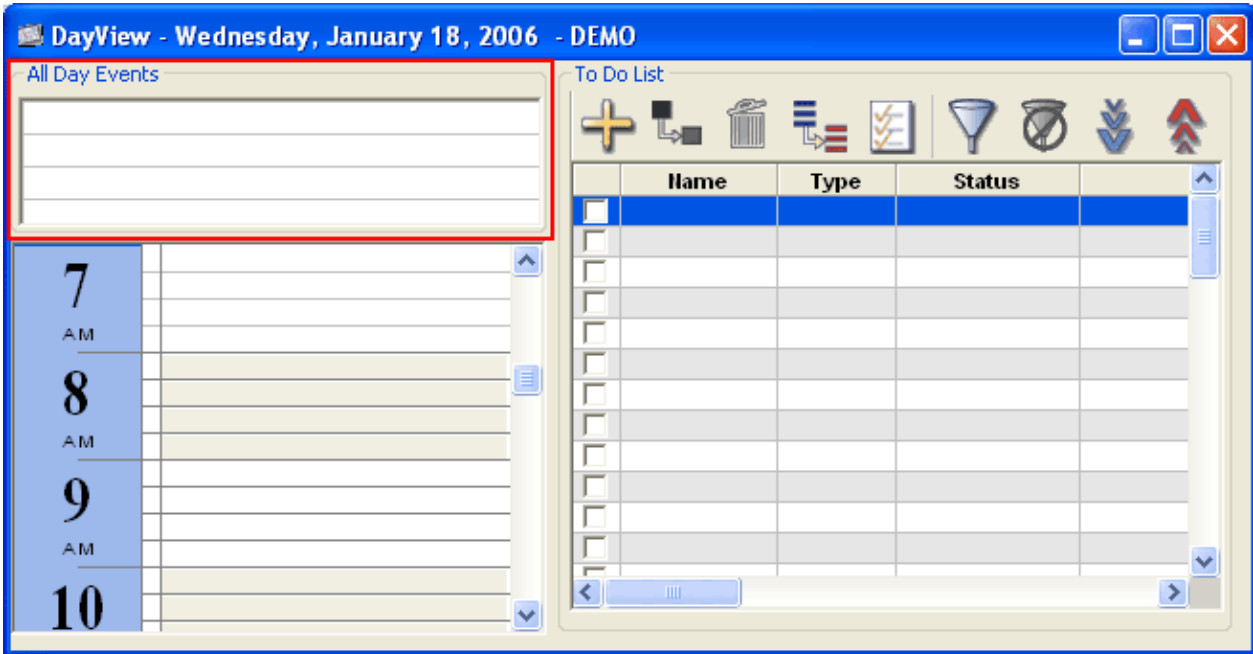 DayView - Wednesday, January 18, 2006 - DEMO
All Day Events
To Do List
Name Type Status
7
AM
8
AM
9
AM
10